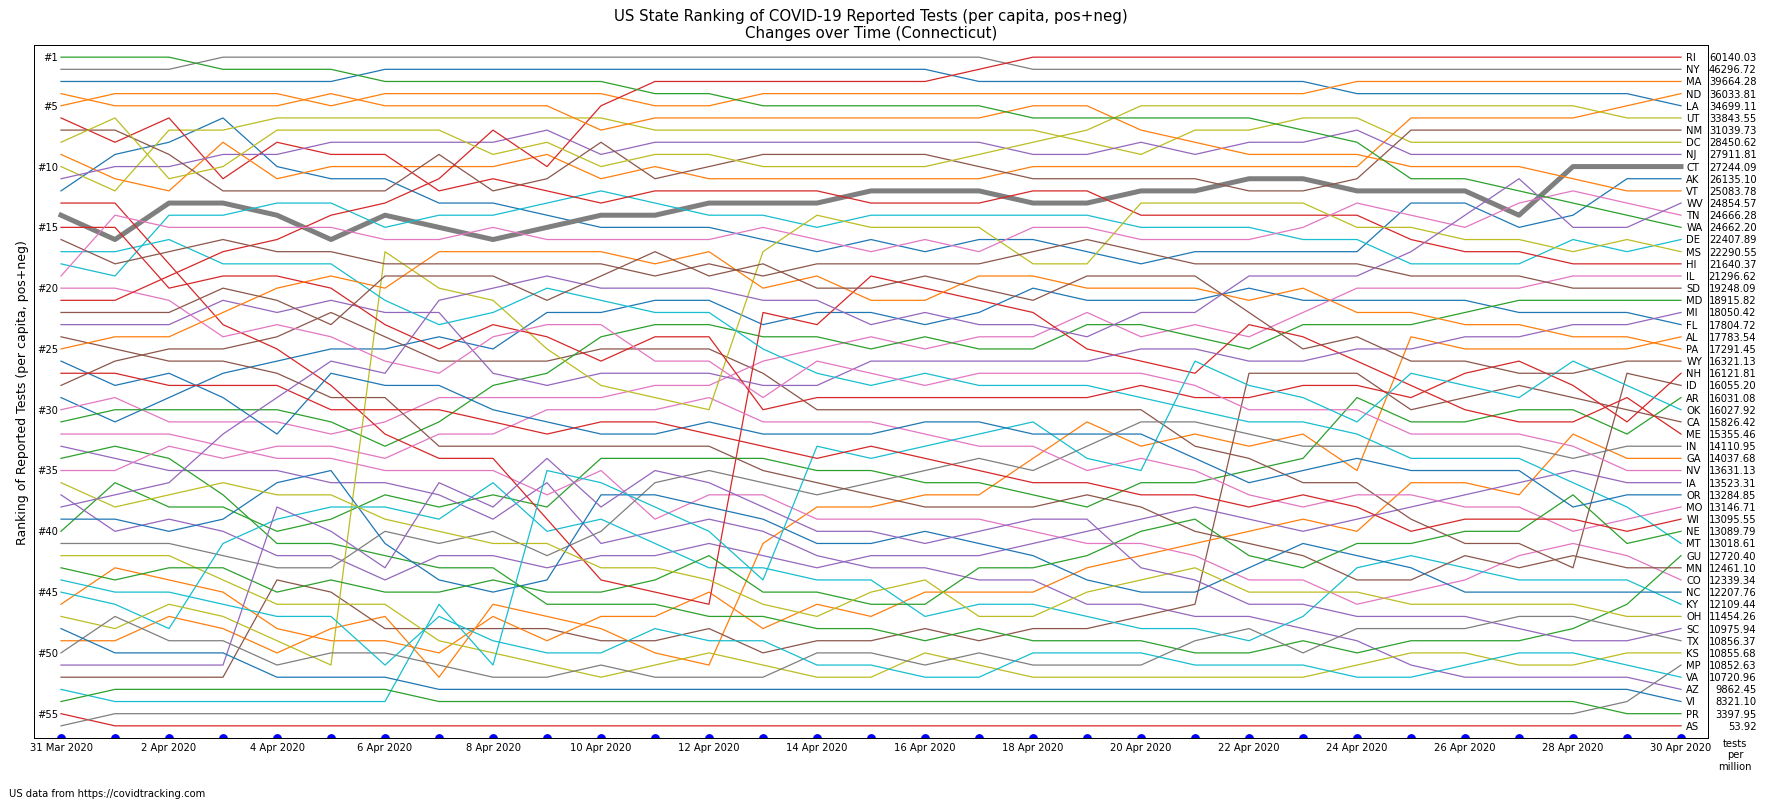 US State Ranking of COVID-19 Reported Tests (per capita, pos+neg)
Changes over Time (Connecticut)
Ranking of Reported Tests (per capita, pos+neg)
#1
#5
#10
#15
#20
#25
#30
#35
#40
#45
#50
#55
RI 60140.03
NY 46296.72
MA 39664.28
ND 36033.81
LA 34699.11
UT 33843.55
NM 31039.73
DC 28450.62
NJ 27911.81
CT 27244.09
AK 26135.10
VT 25083.78
WV 24854.57
TN 24666.28
WA 24662.20
DE 22407.89
MS 22290.55
HI 21640.37
IL 21296.62
SD 19248.09
MD 18915.82
MI 18050.42
FL 17804.72
AL 17783.54
PA 17291.45
WY 16321.13
NH 16121.81
ID 16055.20
AR 16031.08
OK 16027.92
CA 15826.42
ME 15355.46
IN 14110.95
GA 14037.68
NV 13631.13
IA 13523.31
OR 13284.85
MO 13146.71
WI 13095.55
NE 13089.79
MT 13018.61
GU 12720.40
MN 12461.10
CO 12339.34
NC 12207.76
KY 12109.44
OH 11454.26
SC 10975.94
TX 10856.37
KS 10855.68
MP 10852.63
VA 10720.96
AZ 9862.45
VI 8321.10
PR 3397.95
AS 53.92
31 Mar 2020 2 Apr 2020 4 Apr 2020 6 Apr 2020 8 Apr 2020 10 Apr 2020 12 Apr 2020 14 Apr 2020 16 Apr 2020 18 Apr 2020 20 Apr 2020 22 Apr 2020 24 Apr 2020 26 Apr 2020 28 Apr 2020 30 Apr 2020
tests
per
million
US data from https://covidtracking.com